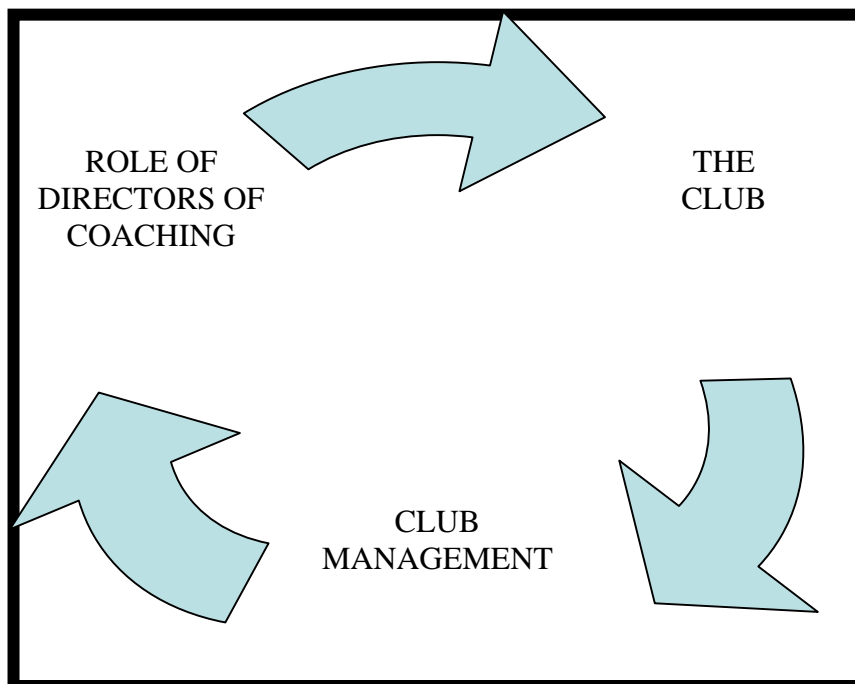 ROLE OF
DIRECTORS OF
COACHING
THE
CLUB
CLUB
MANAGEMENT